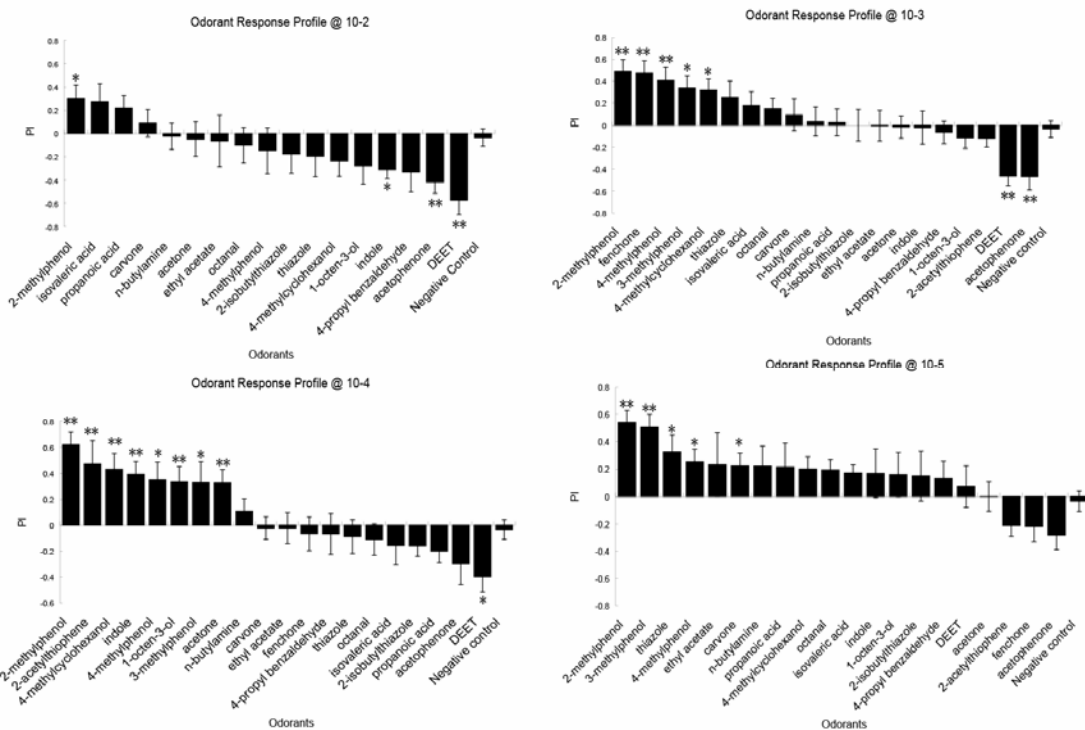 Odorant Response Profile @ 10-2
0.8
0.6
0.4
0.2
0
-0.2
-0.4
-0.6
-0.8
PI
*
*
**
**
2-methylphenol
isovaleric acid
propanoic acid
carvone
n-butylamine
acetone
ethyl acetate
octanal
4-methylphenol
2-isobutylthiazole
thiazole
4-methylcyclohexanol
1-octen-3-ol
indole
4-propyl benzaldehyde
acetophenone
DEET
Negative Control
Odorants
Odorant Response Profile @ 10-3
0.8
0.6
0.4
0.2
0
-0.2
-0.4
-0.6
-0.8
PI
**
**
**
*
*
**
**
2-methylphenol
fenchone
4-methylphenol
3-methylphenol
4-methylcyclohexanol
thiazole
isovaleric acid
octanal
carvone
n-butylamine
propanoic acid
2-isobutylthiazole
ethyl acetate
acetone
indole
4-propyl benzaldehyde
1-octen-3-ol
2-acetylthiophene
DEET
acetophenone
Negative control
Odorants
Odorant Response Profile @ 10-4
0.8
0.6
0.4
0.2
0
-0.2
-0.4
-0.6
PI
**
**
**
**
*
**
*
**
*
2-methylphenol
2-acetylthiophene
4-methylcyclohexanol
indole
4-methylphenol
1-octen-3-ol
3-methylphenol
acetone
n-butylamine
carvone
ethyl acetate
fenchone
4-propyl benzaldehyde
thiazole
octanal
isovaleric acid
2-isobutylthiazole
propanoic acid
acetophenone
DEET
Negative control
Odorants
Odorant Response Profile @ 10-5
0.8
0.6
0.4
0.2
0
-0.2
-0.4
-0.6
-0.8
PI
**
**
*
*
*
2-methylphenol
3-methylphenol
thiazole
4-methylphenol
ethyl acetate
carvone
n-butylamine
propanoic acid
4-methylcyclohexanol
octanal
isovaleric acid
indole
1-octen-3-ol
2-isobutylthiazole
4-propyl benzaldehyde
DEET
acetone
2-acetylthiophene
fenchone
acetophenone
Negative control
Odorants